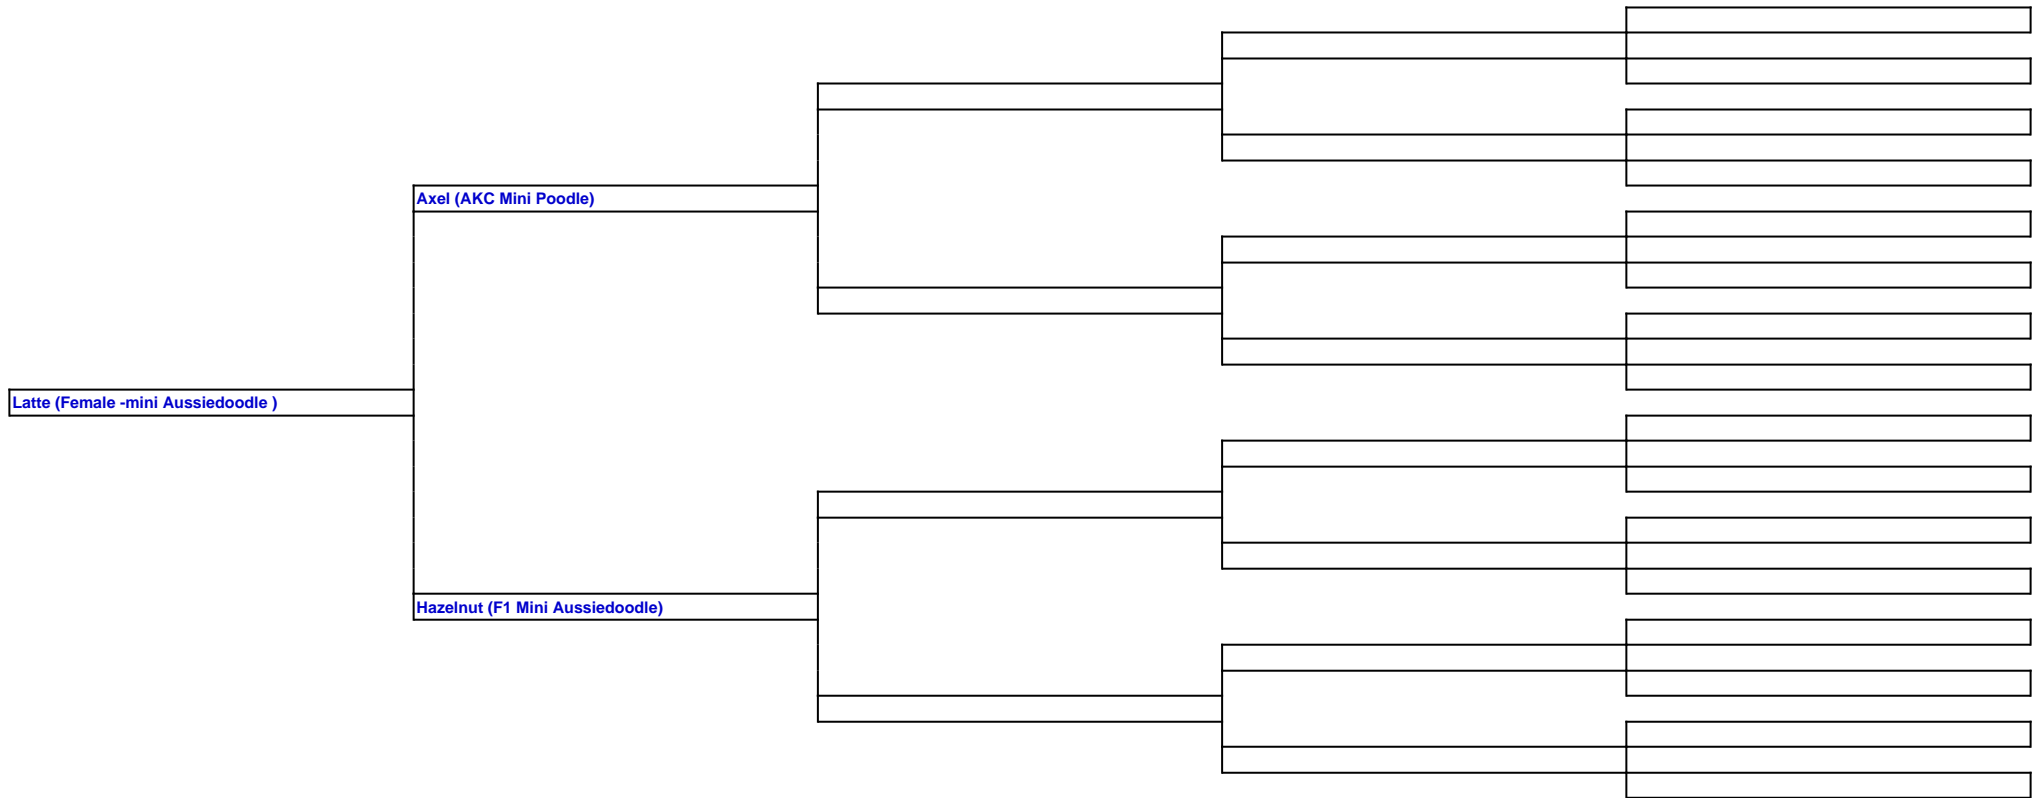 Axel (AKC Mini Poodle)
Latte (Female -mini Aussiedoodle )
Hazelnut (F1 Mini Aussiedoodle)